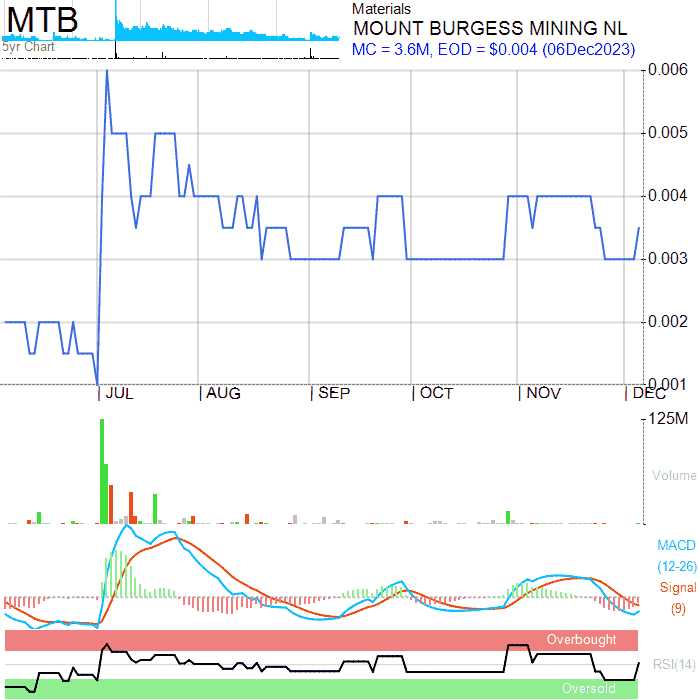 MTB
5yr Chart
Materials
MOUNT BURGESS MINING NL
MC = 3.6M, EOD = $0.004 (06Dec2023)
0.006
0.005
0.004
0.003
0.002
0.001
JUL AUG SEP OCT NOV DEC
125M
Volume
MACD
(12-26)
Signal
(9)
Overbought
RSI(14)
Oversold